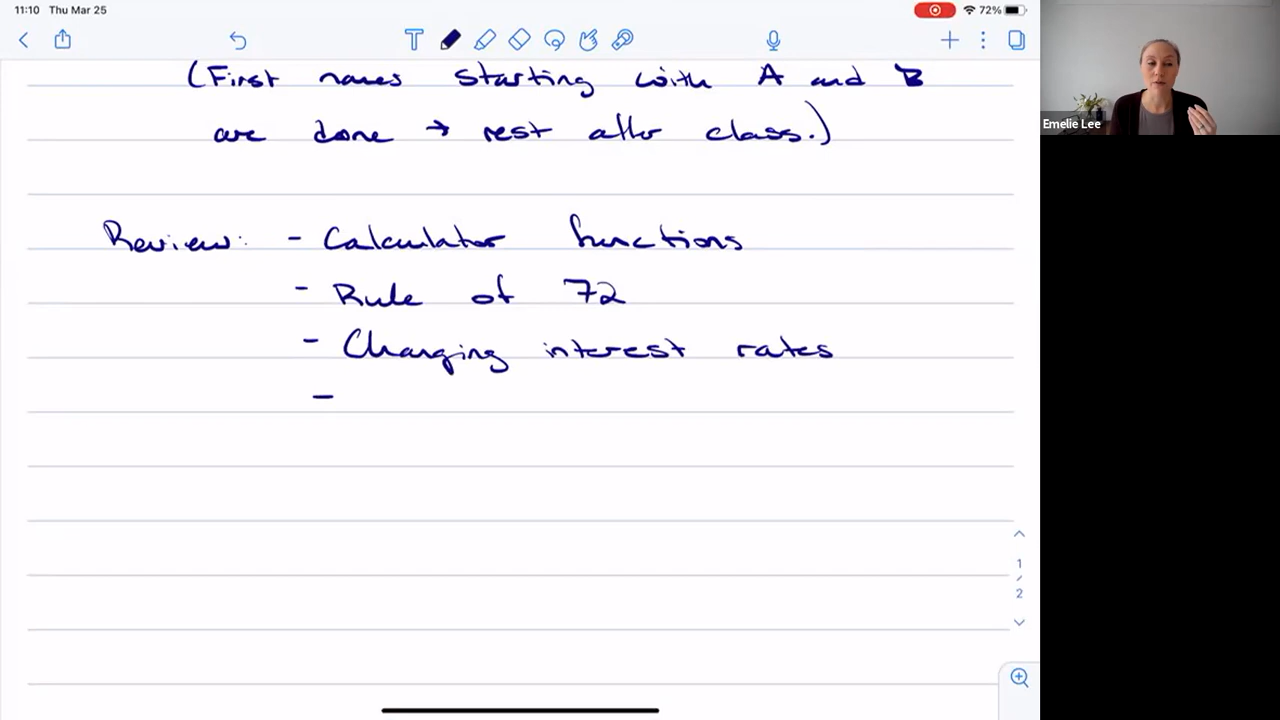 11:10 Thu Mar 25
72%
(First names starting with A and B
are done → rest after class.)
Emelie Lee
Review: - Calculator functions
- Rule of 72
- Changing interest rates
-
1
/
2